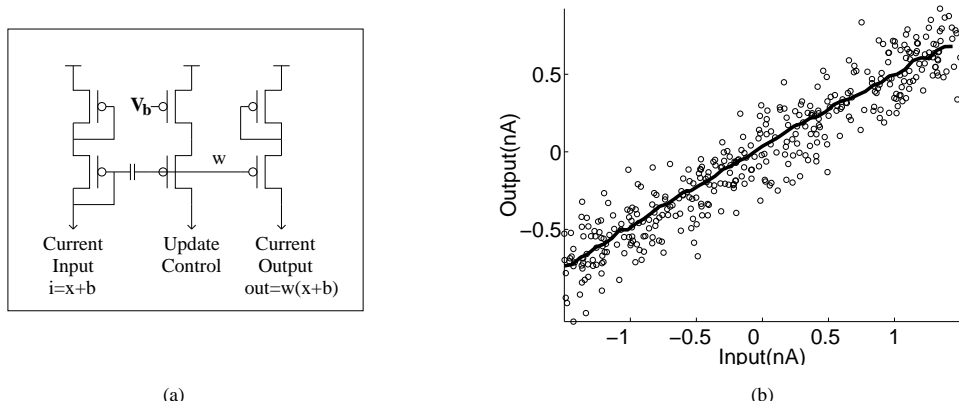 V_b
w
Current Input i=x+b
Update Control
Current Output out=w(x+b)
(a)
(b)
Output(nA)
0.5
0
−0.5
−1
−0.5
0
0.5
1
Input(nA)